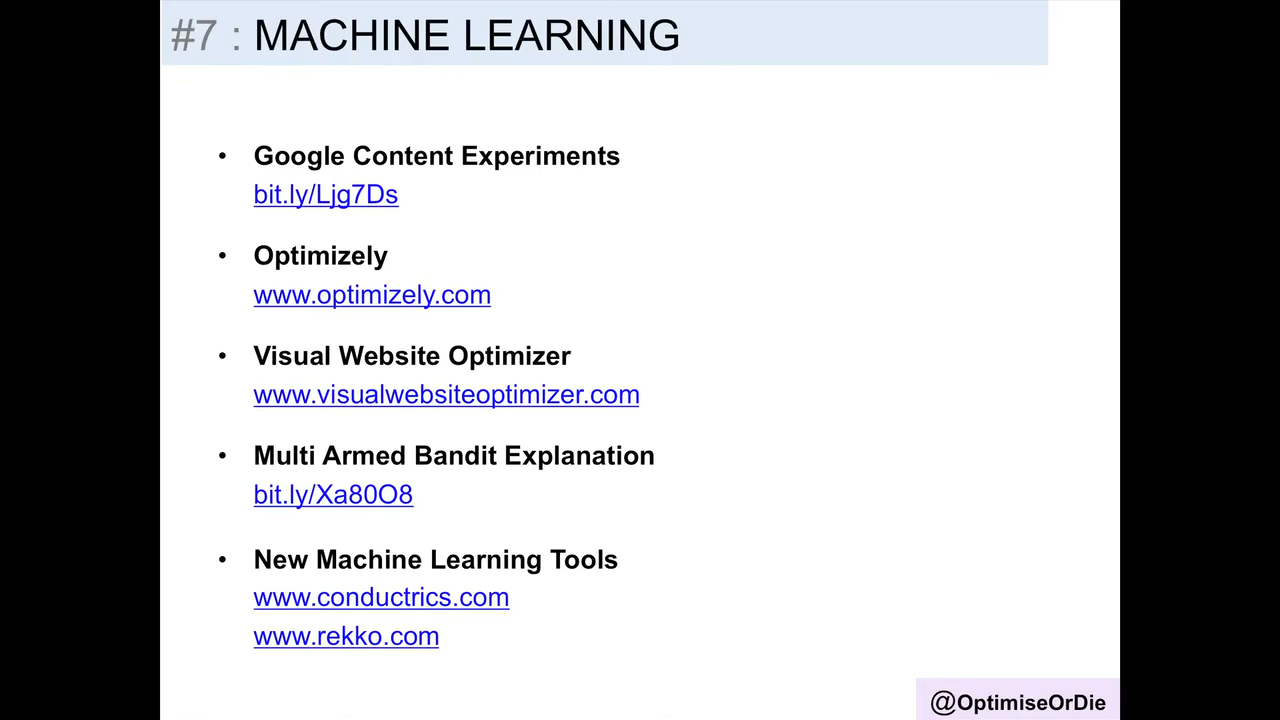 #7 : MACHINE LEARNING
• Google Content Experiments
bit.ly/Ljg7Ds
• Optimizely
www.optimizely.com
• Visual Website Optimizer
www.visualwebsiteoptimizer.com
• Multi Armed Bandit Explanation
bit.ly/Xa80O8
• New Machine Learning Tools
www.conductrics.com
www.rekko.com
@OptimiseOrDie